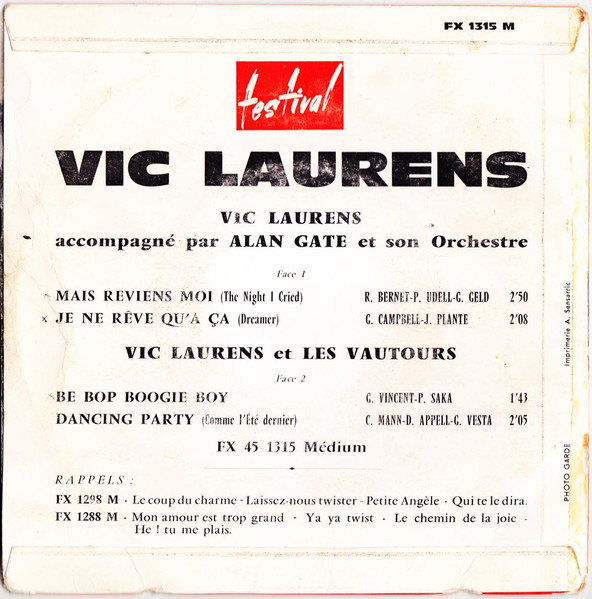 FX 1315 M
festival
VIC LAURENS
VIC LAURENS
accompagné par ALAN GATE et son Orchestre
Face 1
MAIS REVIENS MOI (The Night I Cried) R. BERNET-P. UDELL-G. GELD 2'50
x JE NE RÊVE QU'A ÇA (Dreamer) G. CAMPBELL-J. PLANTE 2'08
VIC LAURENS et LES VAUTOURS
Face 2
BE BOP BOOGIE BOY G. VINCENT-P. SAKA 1'43
DANCING PARTY (Comme l'Été dernier) C. MANN-D. APPELL-G. VESTA 2'05
FX 45 1315 Médium
RAPPELS :
FX 1298 M - Le coup du charme - Laissez-nous twister - Petite Angèle - Qui te le dira.
FX 1288 M - Mon amour est trop grand - Ya ya twist - Le chemin de la joie -
He ! tu me plais.
Imprimerie A. Sensarric
PHOTO GARDE